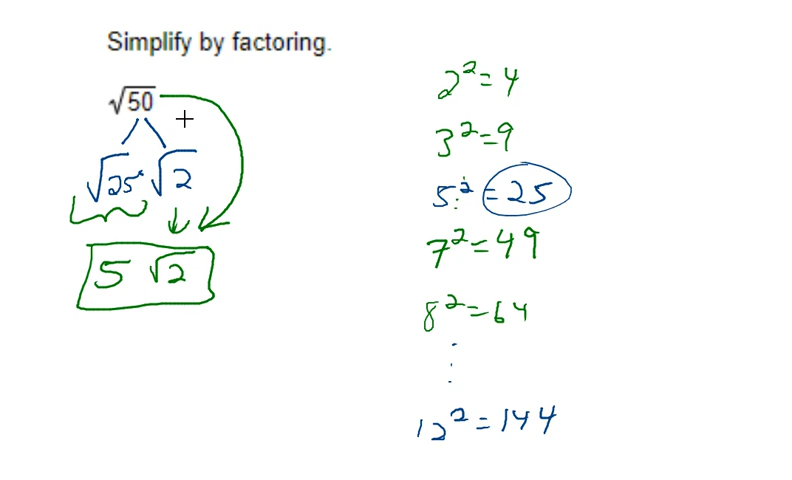 Simplify by factoring.
√50
√25 √2
5 √2
2² = 4
3² = 9
5² = 25
7² = 49
8² = 64
⋮
12² = 144